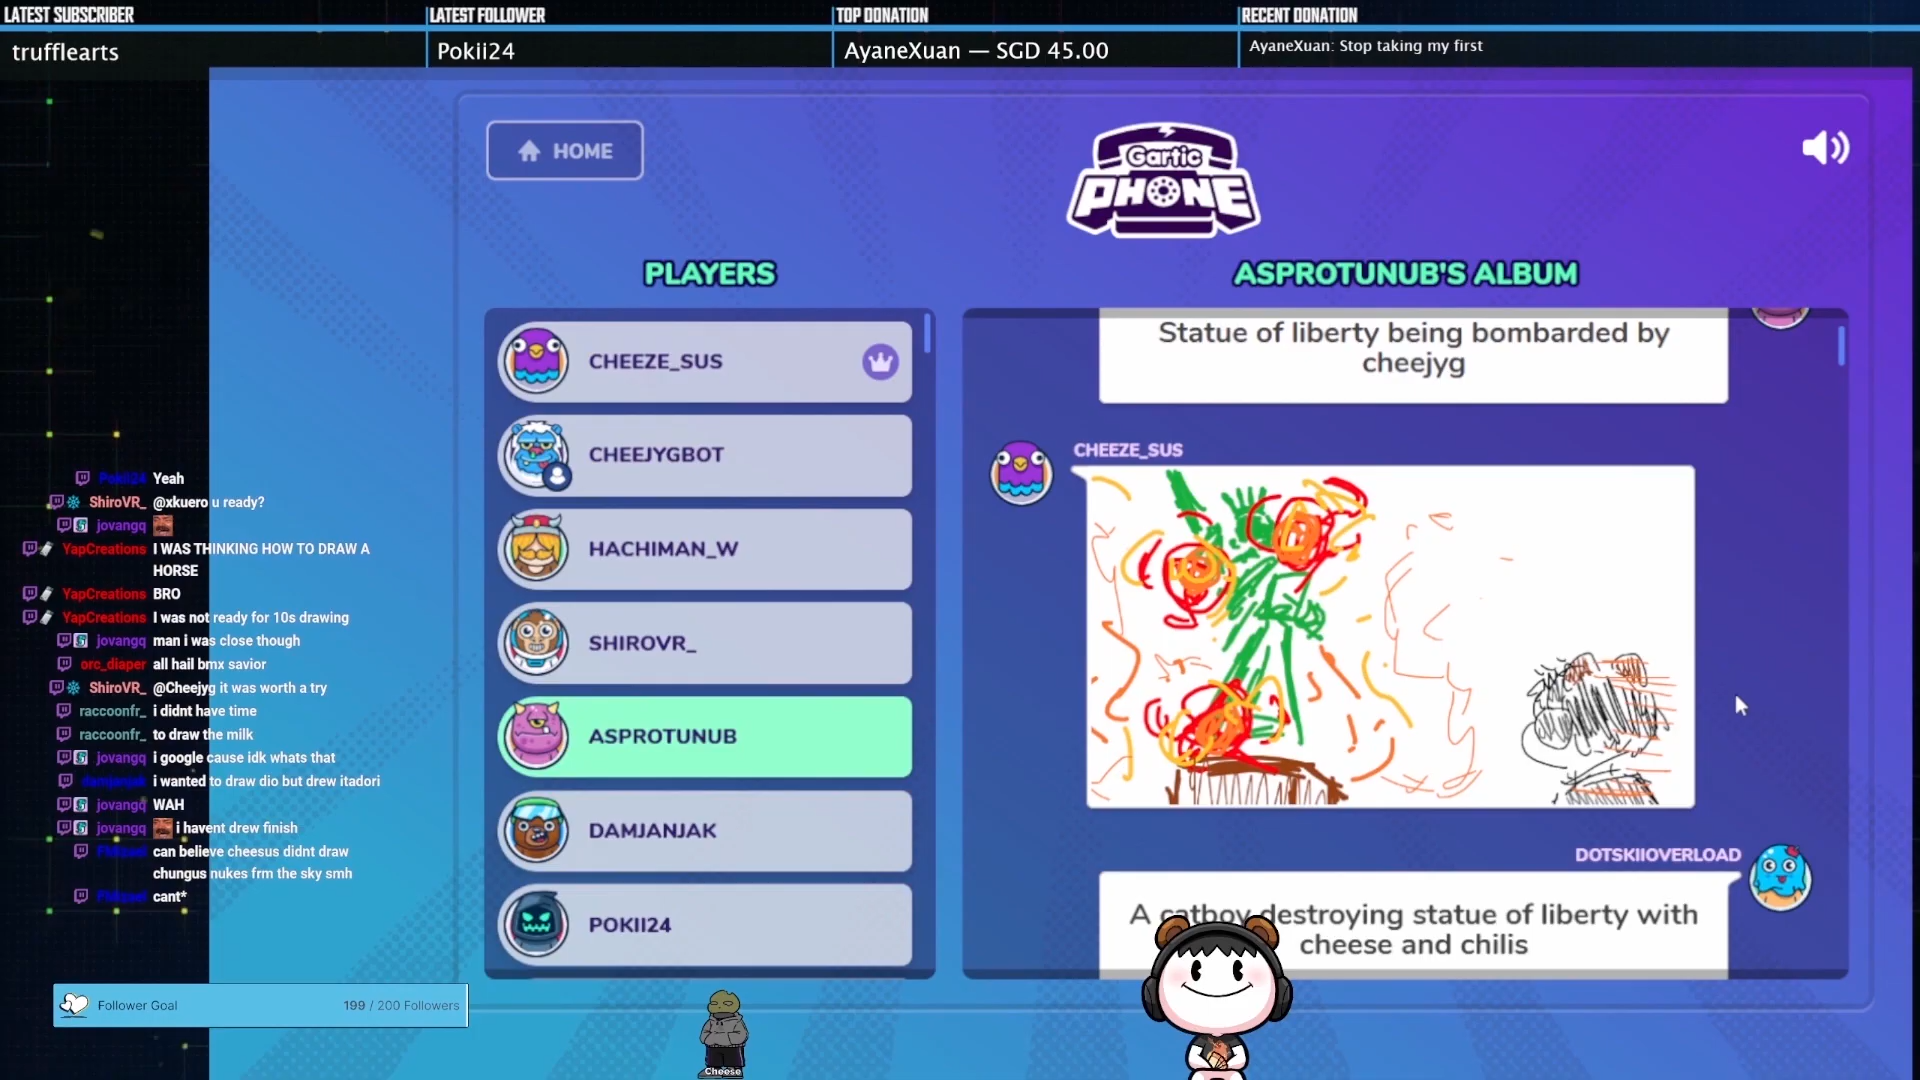 LATEST SUBSCRIBER
LATEST FOLLOWER
TOP DONATION
RECENT DONATION
trufflearts
Pokii24
AyaneXuan — SGD 45.00
AyaneXuan: Stop taking my first
HOME
Gartic
PHONE
PLAYERS
CHEEZE_SUS
CHEEJYGBOT
HACHIMAN_W
SHIROVR_
ASPROTUNUB
DAMJANJAK
POKII24
ASPROTUNUB'S ALBUM
Statue of liberty being bombarded by
cheejyg
CHEEZE_SUS
DOTSKIIOVERLOAD
A catboy destroying statue of liberty with
cheese and chilis
Pokii24 Yeah
ShiroVR_ @xkuero u ready?
jovangq
YapCreations I WAS THINKING HOW TO DRAW A
HORSE
YapCreations BRO
YapCreations I was not ready for 10s drawing
jovangq man i was close though
orc_diaper all hail bmx savior
ShiroVR_ @Cheejyg it was worth a try
raccoonfr_ i didnt have time
raccoonfr_ to draw the milk
jovangq i google cause idk whats that
damjanjak i wanted to draw dio but drew itadori
jovangq WAH
jovangq i havent drew finish
can believe cheesus didnt draw
chungus nukes frm the sky smh
cant*
Follower Goal
199 / 200 Followers
Cheese